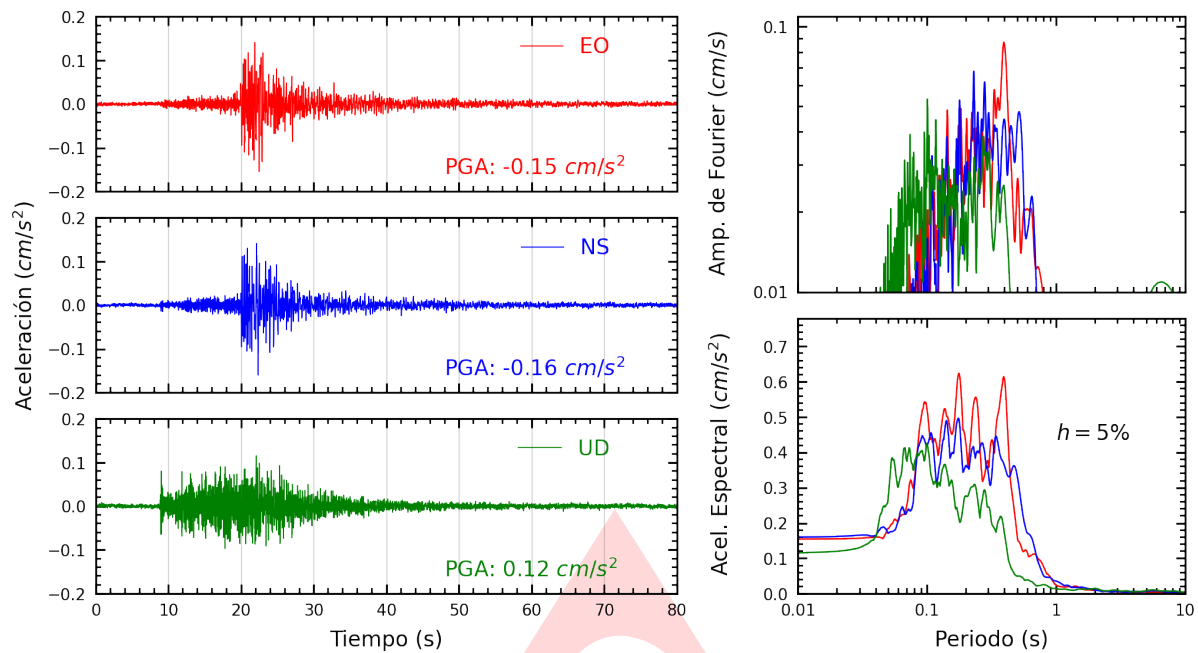 Aceleración (cm/s²)
0.2
0.1
0.0
−0.1
−0.2
EO
PGA: -0.15 cm/s²
0.2
0.1
0.0
−0.1
−0.2
NS
PGA: -0.16 cm/s²
0.2
0.1
0.0
−0.1
−0.2
UD
PGA: 0.12 cm/s²
0 10 20 30 40 50 60 70 80
Tiempo (s)
Amp. de Fourier (cm/s)
0.1
0.01
Acel. Espectral (cm/s²)
0.7
0.6
0.5
0.4
0.3
0.2
0.1
0.0
h = 5%
0.01 0.1 1 10
Periodo (s)